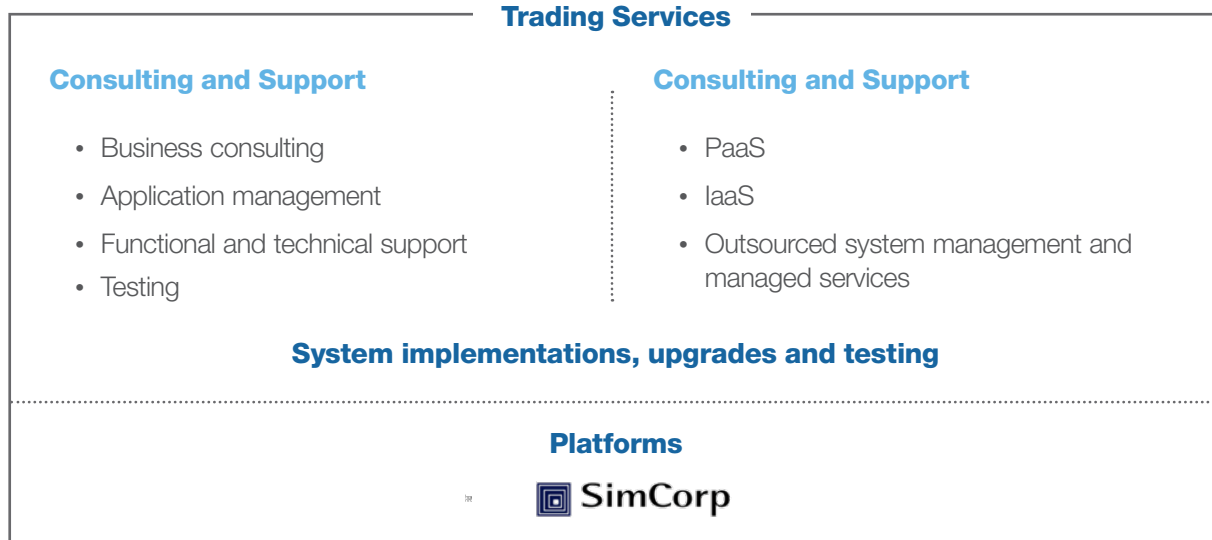 Trading Services
Consulting and Support
• Business consulting
• Application management
• Functional and technical support
• Testing
Consulting and Support
• PaaS
• IaaS
• Outsourced system management and
managed services
System implementations, upgrades and testing
Platforms
SimCorp